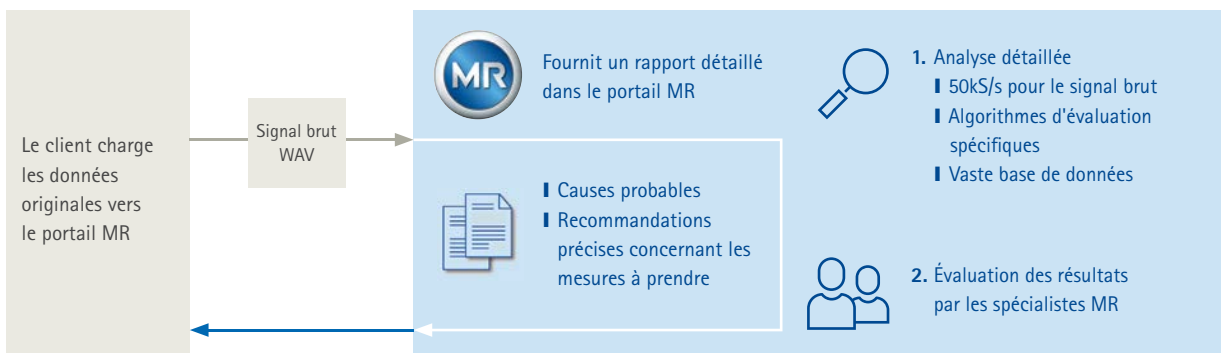 Le client charge
les données
originales vers
le portail MR
Signal brut
WAV
MR
Fournit un rapport détaillé
dans le portail MR
I Causes probables
I Recommandations
précises concernant les
mesures à prendre
1. Analyse détaillée
I 50kS/s pour le signal brut
I Algorithmes d'évaluation
spécifiques
I Vaste base de données
2. Évaluation des résultats
par les spécialistes MR